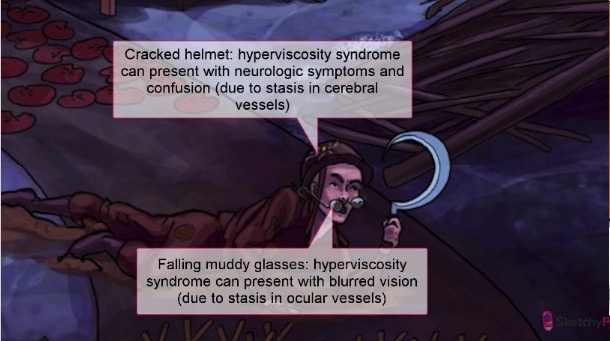 Cracked helmet: hyperviscosity syndrome
can present with neurologic symptoms and
confusion (due to stasis in cerebral
vessels)
Falling muddy glasses: hyperviscosity
syndrome can present with blurred vision
(due to stasis in ocular vessels)
SketchyP